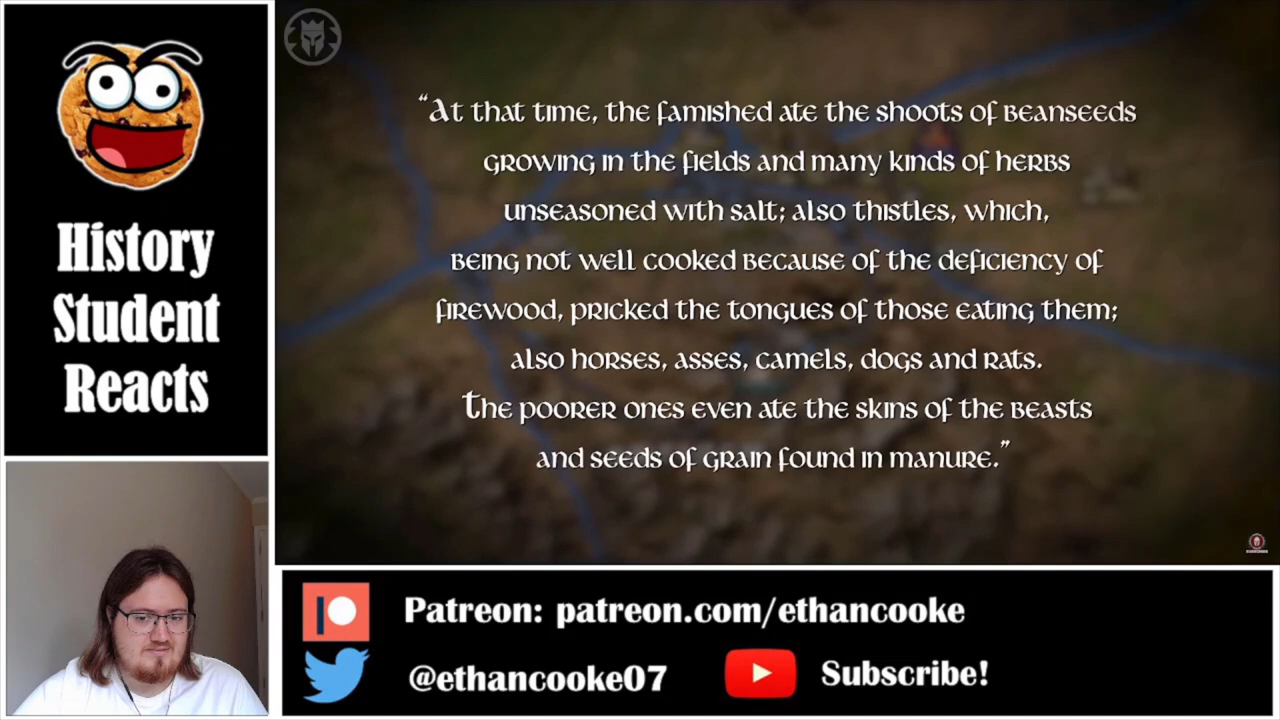 History
Student
Reacts
“At that time, the famished ate the shoots of beanseeds
growing in the fields and many kinds of herbs
unseasoned with salt; also thistles, which,
being not well cooked because of the deficiency of
firewood, pricked the tongues of those eating them;
also horses, asses, camels, dogs and rats.
The poorer ones even ate the skins of the beasts
and seeds of grain found in manure.”
Patreon: patreon.com/ethancooke
@ethancooke07
Subscribe!